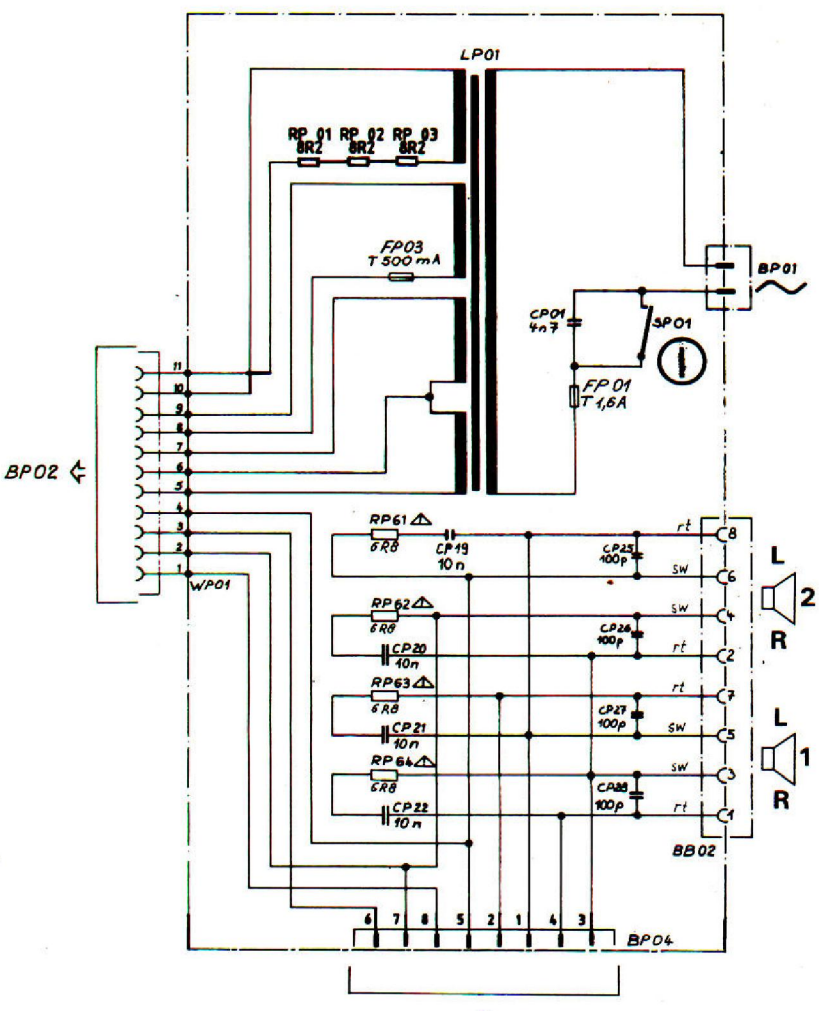 LP01
RP 01 RP 02 RP 03
8R2 8R2 8R2
FP03
T 500 mA
BP01
CP01
4n7
SP01
FP01
T 1,6A
11
10
9
8
7
6
5
4
3
2
1
BP02
WP01
RP61
6R8
CP19
10n
CP25
100p
rt
8
sw
6
RP62
6R8
CP20
10n
CP26
100p
sw
4
rt
2
L
2
R
RP63
6R8
CP21
10n
CP27
100p
rt
7
sw
5
RP64
6R8
CP22
10n
CP28
100p
sw
3
rt
1
L
1
R
BB02
6 7 8 5 2 1 4 3
BP04